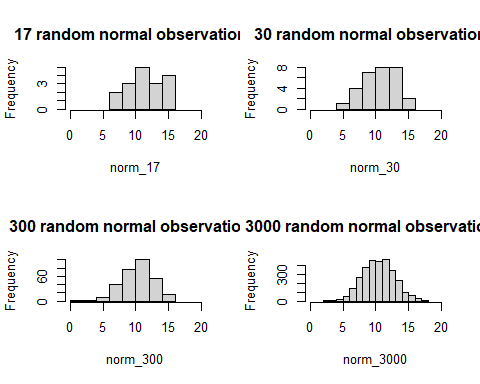 17 random normal observation
Frequency
3
0
0 5 10 15 20
norm_17
30 random normal observation
Frequency
8
4
0
0 5 10 15 20
norm_30
300 random normal observatio
Frequency
60
0
0 5 10 15 20
norm_300
3000 random normal observatio
Frequency
300
0
0 5 10 15 20
norm_3000